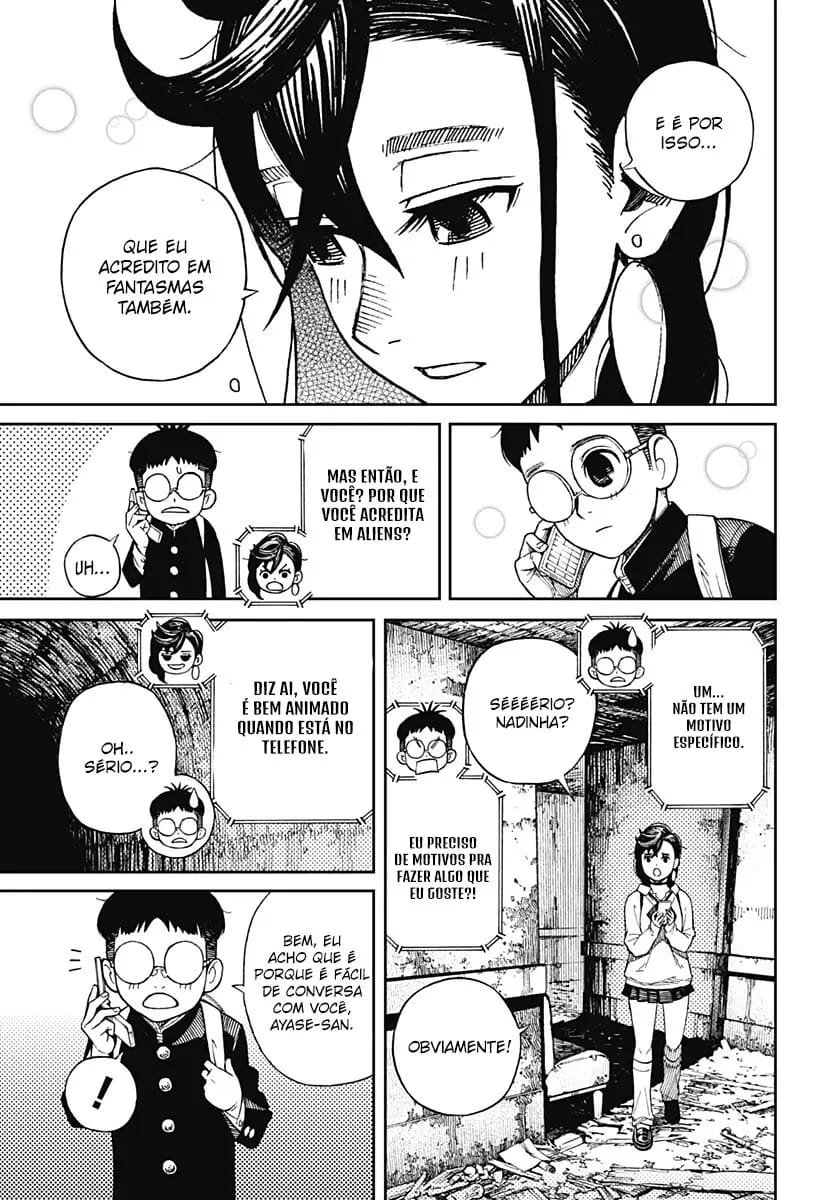 E É POR
ISSO...
QUE EU
ACREDITO EM
FANTASMAS
TAMBÉM.
MAS ENTÃO, E
VOCÊ? POR QUE
VOCÊ ACREDITA
EM ALIENS?
UH...
UM...
NÃO TEM UM
MOTIVO
ESPECÍFICO.
SÉÉÉÉRIO?
NADINHA?
EU PRECISO
DE MOTIVOS PRA
FAZER ALGO QUE
EU GOSTE?!
OBVIAMENTE!
DIZ AI, VOCÊ
É BEM ANIMADO
QUANDO ESTÁ NO
TELEFONE.
OH..
SÉRIO...?
BEM, EU
ACHO QUE É
PORQUE É FÁCIL
DE CONVERSA
COM VOCÊ,
AYASE-SAN.
!